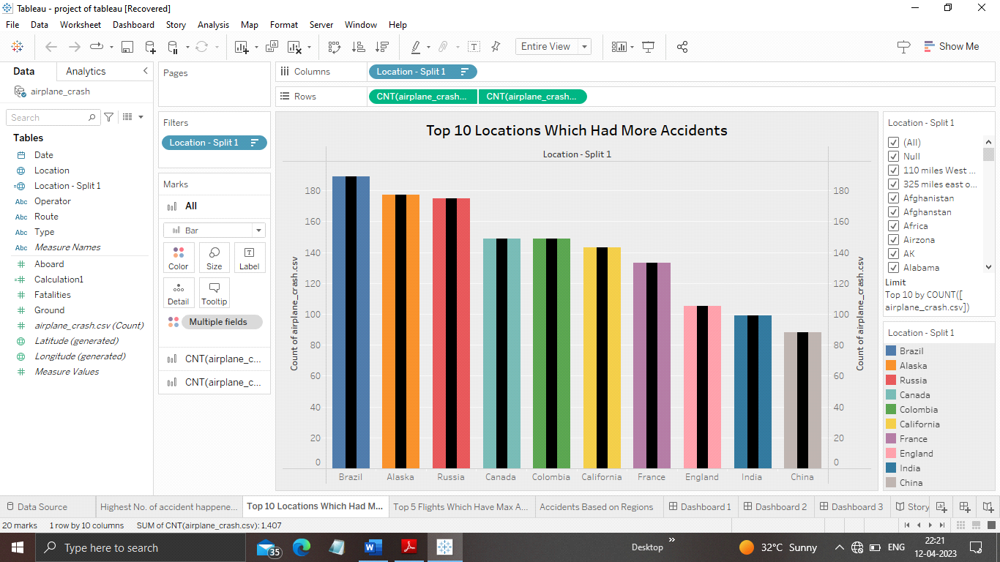 Tableau - project of tableau [Recovered]
File Data Worksheet Dashboard Story Analysis Map Format Server Window Help
Entire View
Show Me
Data Analytics
airplane_crash
Search
Tables
Date
Location
Location - Split 1
Abc Operator
Abc Route
Abc Type
Abc Measure Names
Aboard
Calculation1
Fatalities
Ground
airplane_crash.csv (Count)
Latitude (generated)
Longitude (generated)
Measure Values
Pages
Filters
Location - Split 1
Marks
All
Bar
Color Size Label
Detail Tooltip
Multiple fields
CNT(airplane_c...
CNT(airplane_c...
Columns Location - Split 1
Rows CNT(airplane_crash... CNT(airplane_crash...
Top 10 Locations Which Had More Accidents
Location - Split 1
Count of airplane_crash.csv
180
160
140
120
100
80
60
40
20
0
Brazil Alaska Russia Canada Colombia California France England India China
180
160
140
120
100
80
60
40
20
0
Count of airplane_crash.csv
Location - Split 1
(All)
Null
110 miles West ...
325 miles east o...
Afghanistan
Afghanstan
Africa
Airzona
AK
Alabama
Limit
Top 10 by COUNT([
airplane_crash.csv])
Location - Split 1
Brazil
Alaska
Russia
Canada
Colombia
California
France
England
India
China
Data Source Highest No. of accident happene... Top 10 Locations Which Had M... Top 5 Flights Which Have Max A... Accidents Based on Regions Dashboard 1 Dashboard 2 Dashboard 3 Story
20 marks 1 row by 10 columns SUM of CNT(airplane_crash.csv): 1,407
Type here to search
35
W
Desktop
»
32°C Sunny
ENG
22:21
12-04-2023